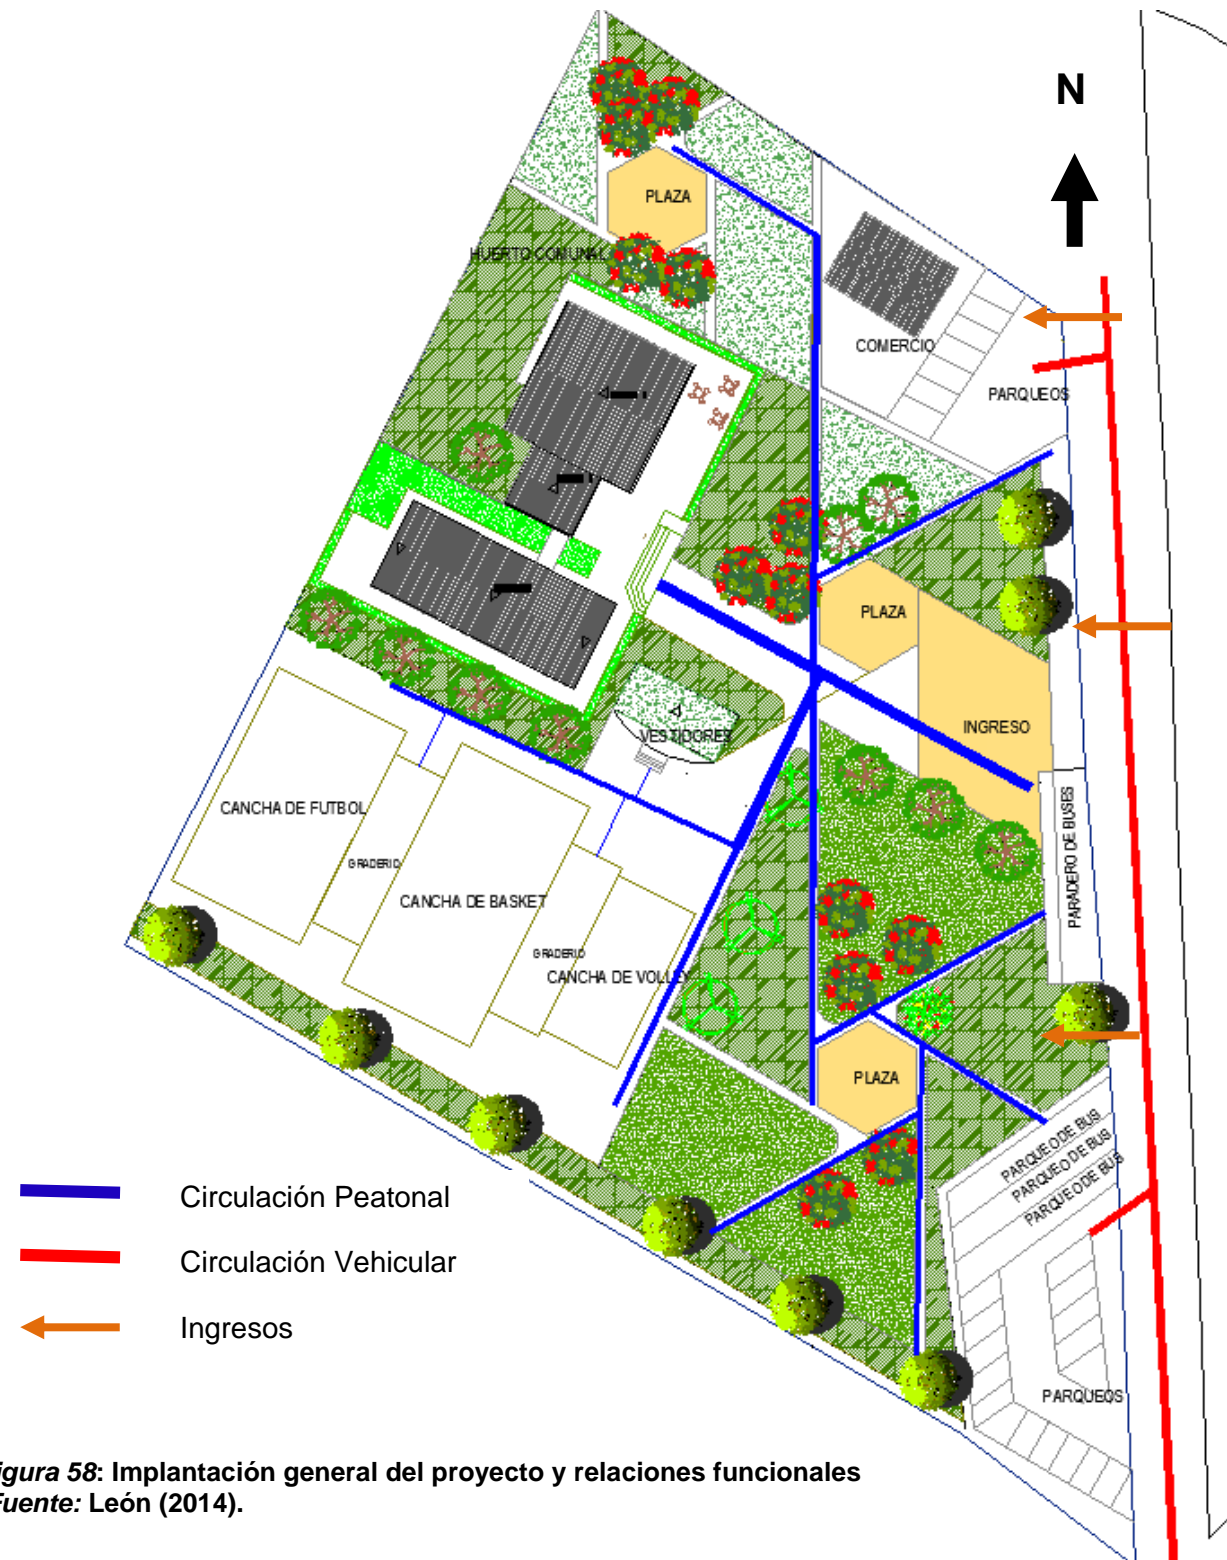 N
PLAZA
HUERTO COMUNAL
COMERCIO
PARQUEOS
PLAZA
INGRESO
VESTIDORES
PARADERO DE BUSES
CANCHA DE FUTBOL
GRADERIO
CANCHA DE BASKET
GRADERIO
CANCHA DE VOLLEY
PLAZA
PARQUEO DE BUS
PARQUEO DE BUS
PARQUEO DE BUS
PARQUEOS
Circulación Peatonal
Circulación Vehicular
Ingresos
igura 58: Implantación general del proyecto y relaciones funcionales
Fuente: León (2014).